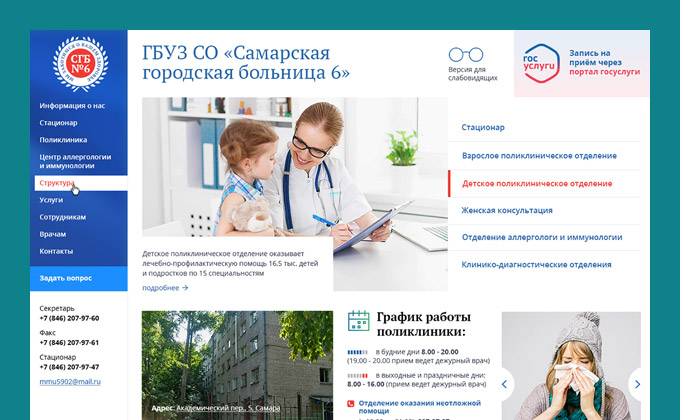 МЫ ЗАБОТИМСЯ О ВАШЕМ ЗДОРОВЬЕ
СГБ
№6
Информация о нас
Стационар
Поликлиника
Центр аллергологии
и иммунологии
Структура
Услуги
Сотрудникам
Врачам
Контакты
Задать вопрос
Секретарь
+7 (846) 207-97-60
Факс
+7 (846) 207-97-61
Стационар
+7 (846) 207-97-47
mmu5902@mail.ru
ГБУЗ СО «Самарская
городская больница 6»
Версия для
слабовидящих
гос
услуги
Запись на
приём через
портал госуслуги
Стационар
Взрослое поликлиническое отделение
Детское поликлиническое отделение
Женская консультация
Отделение аллергологи и иммунологии
Клинико-диагностические отделения
Детское поликлиническое отделение оказывает
лечебно-профилактическую помощь 16,5 тыс. детей
и подростков по 15 специальностям
подробнее →
Адрес: Академический пер., 5, Самара
График работы
поликлиники:
в будние дни 8.00 - 20.00
(19.00 - 20.00 прием ведет дежурный врач)
в выходные и праздничные дни:
8.00 - 16.00 (прием ведет дежурный врач)
Отделение оказания неотложной
помощи